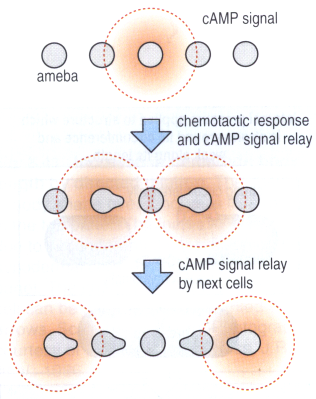 cAMP signal
ameba
chemotactic response
and cAMP signal relay
cAMP signal relay
by next cells